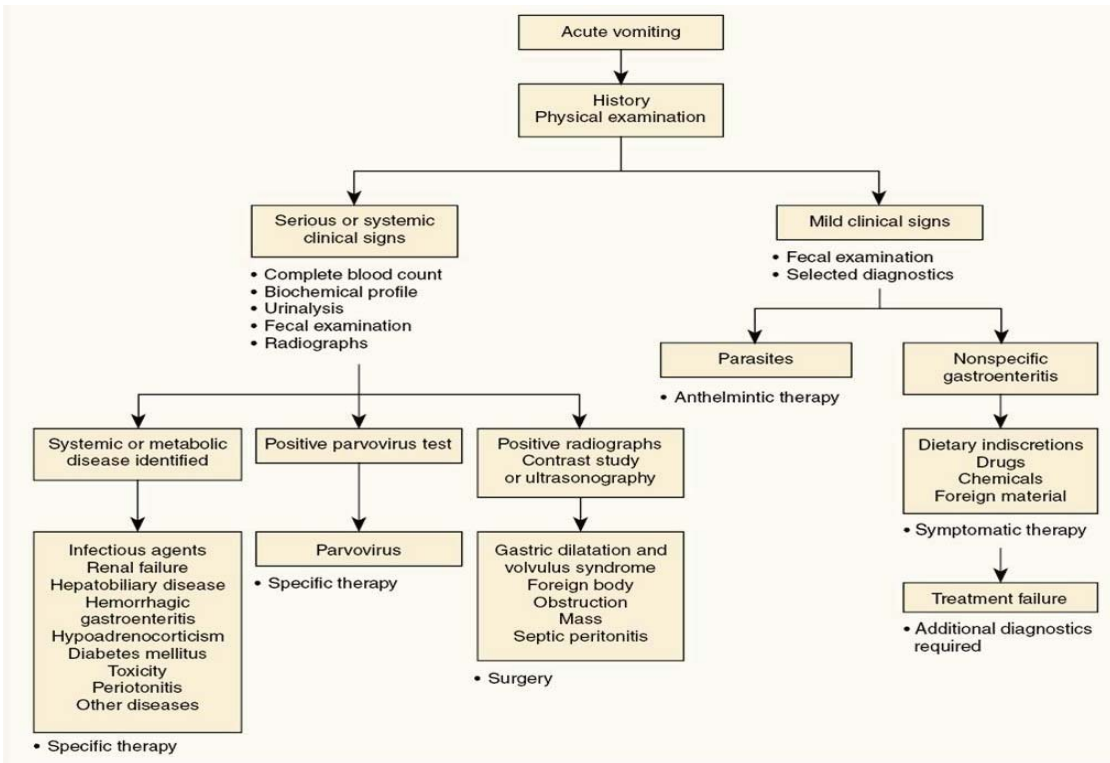 Acute vomiting
History
Physical examination
Serious or systemic
clinical signs
• Complete blood count
• Biochemical profile
• Urinalysis
• Fecal examination
• Radiographs
Mild clinical signs
• Fecal examination
• Selected diagnostics
Parasites
• Anthelmintic therapy
Nonspecific
gastroenteritis
Systemic or metabolic
disease identified
Positive parvovirus test
Positive radiographs
Contrast study
or ultrasonography
Dietary indiscretions
Drugs
Chemicals
Foreign material
• Symptomatic therapy
Infectious agents
Renal failure
Hepatobiliary disease
Hemorrhagic
gastroenteritis
Hypoadrenocorticism
Diabetes mellitus
Toxicity
Periotonitis
Other diseases
• Specific therapy
Parvovirus
• Specific therapy
Gastric dilatation and
volvulus syndrome
Foreign body
Obstruction
Mass
Septic peritonitis
• Surgery
Treatment failure
• Additional diagnostics
required